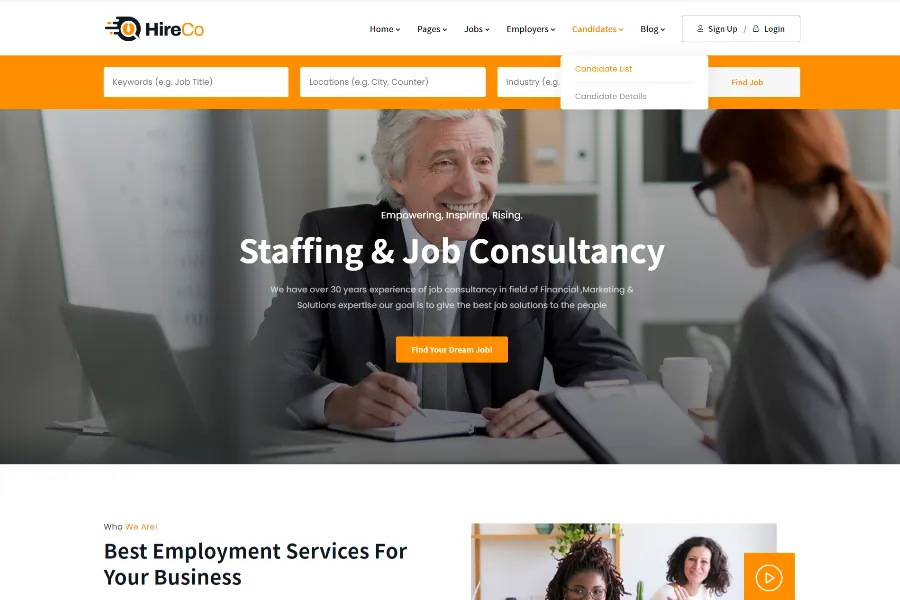 HireCo
Home Pages Jobs Employers Candidates Blog Sign Up / Login
Keywords (e.g. Job Title) Locations (e.g. City, Counter) Industry (e.g. Find Job
Candidate List
Candidate Details
Empowering, Inspiring, Rising.
Staffing & Job Consultancy
We have over 30 years experience of job consultancy in field of Financial ,Marketing &
Solutions expertise our goal is to give the best job solutions to the people
Find Your Dream Job!
Who We Are!
Best Employment Services For
Your Business